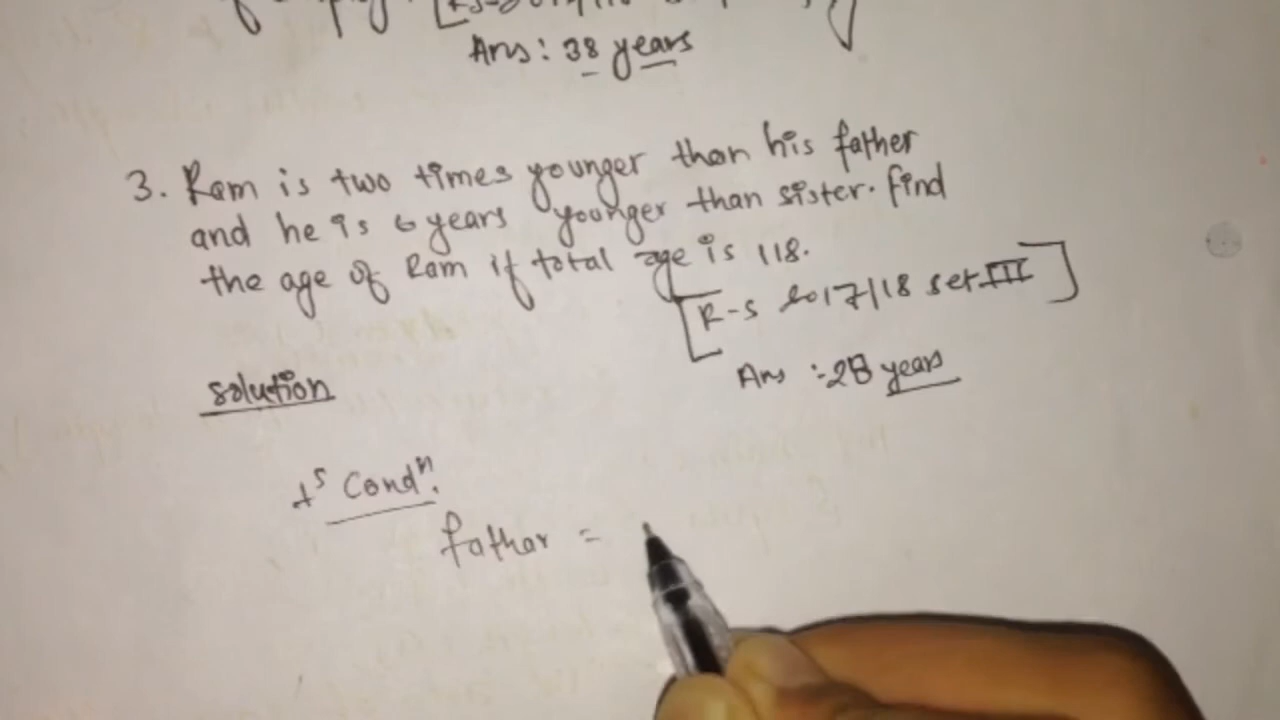 Ans: 38 years
3. Ram is two times younger than his father
and he is 6 years younger than sister. find
the age of Ram if total age is 118.
[R-S 2017/18 set III]
Ans :- 28 years
solution
Condⁿ.
father =